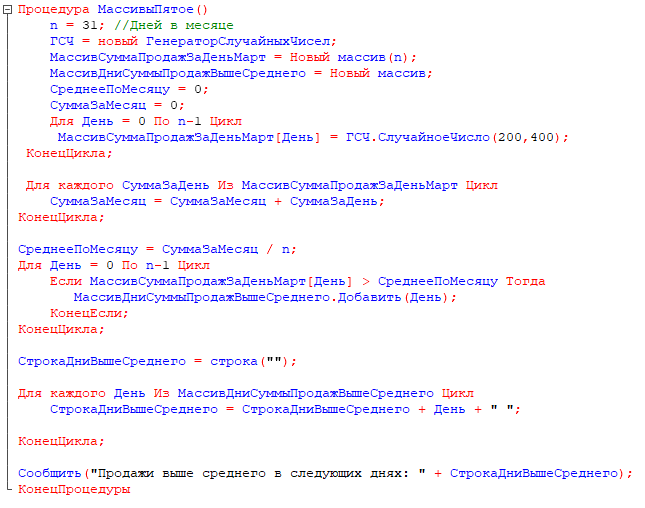 Процедура МассивыПятое()
n = 31; //Дней в месяце
ГСЧ = новый ГенераторСлучайныхЧисел;
МассивСуммаПродажЗаДеньМарт = Новый массив(n);
МассивДниСуммыПродажВышеСреднего = Новый массив;
СреднееПоМесяцу = 0;
СуммаЗаМесяц = 0;
Для День = 0 По n-1 Цикл
МассивСуммаПродажЗаДеньМарт[День] = ГСЧ.СлучайноеЧисло(200,400);
КонецЦикла;
Для каждого СуммаЗаДень Из МассивСуммаПродажЗаДеньМарт Цикл
СуммаЗаМесяц = СуммаЗаМесяц + СуммаЗаДень;
КонецЦикла;
СреднееПоМесяцу = СуммаЗаМесяц / n;
Для День = 0 По n-1 Цикл
Если МассивСуммаПродажЗаДеньМарт[День] > СреднееПоМесяцу Тогда
МассивДниСуммыПродажВышеСреднего.Добавить(День);
КонецЕсли;
КонецЦикла;
СтрокаДниВышеСреднего = строка("");
Для каждого День Из МассивДниСуммыПродажВышеСреднего Цикл
СтрокаДниВышеСреднего = СтрокаДниВышеСреднего + День + " ";
КонецЦикла;
Сообщить("Продажи выше среднего в следующих днях: " + СтрокаДниВышеСреднего);
КонецПроцедуры